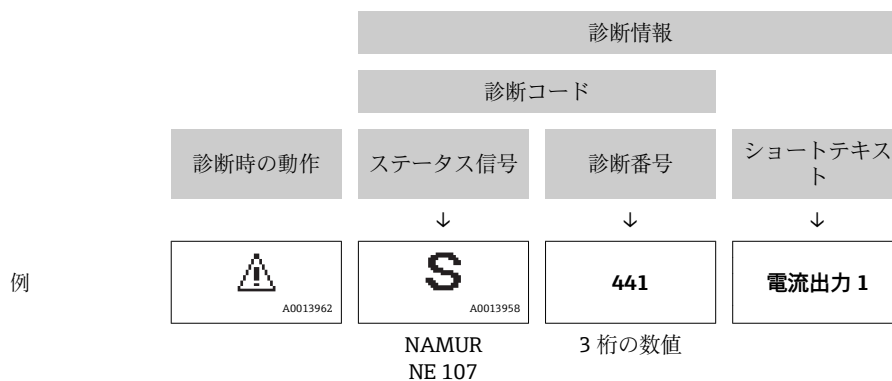 診断情報
診断コード
診断時の動作
ステータス信号
診断番号
ショートテキス
ト
↓
↓
↓
例
A0013962
S
A0013958
441
電流出力 1
NAMUR
NE 107
3 桁の数値